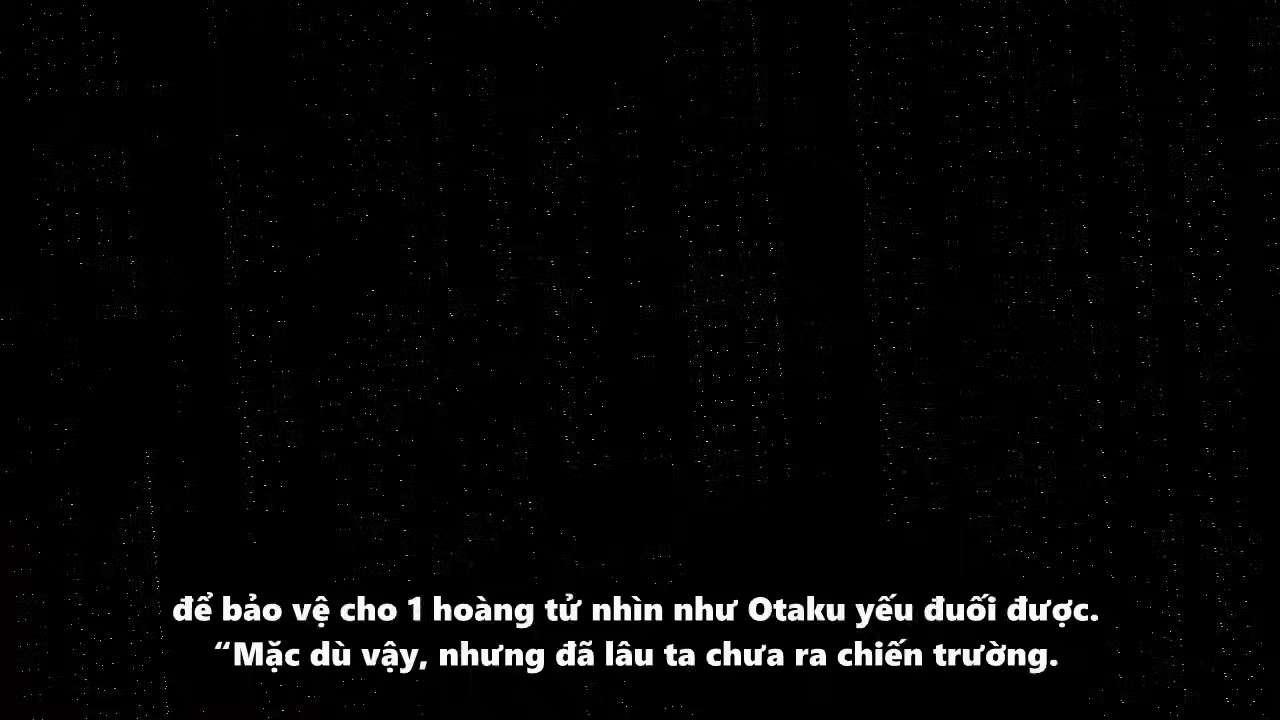 để bảo vệ cho 1 hoàng tử nhìn như Otaku yếu đuối được.
“Mặc dù vậy, nhưng đã lâu ta chưa ra chiến trường.